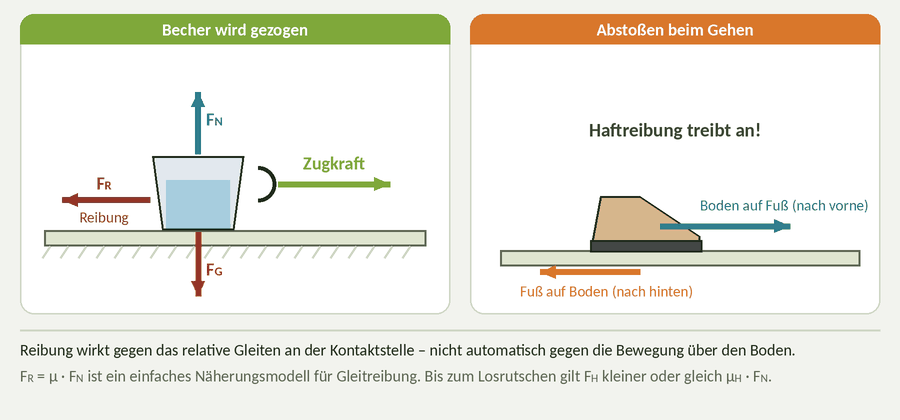 Becher wird gezogen
Abstoßen beim Gehen
FN
Haftreibung treibt an!
Zugkraft
FR
Reibung
Boden auf Fuß (nach vorne)
FG
Fuß auf Boden (nach hinten)
Reibung wirkt gegen das relative Gleiten an der Kontaktstelle – nicht automatisch gegen die Bewegung über den Boden.
FR = μ · FN ist ein einfaches Näherungsmodell für Gleitreibung. Bis zum Losrutschen gilt FH kleiner oder gleich μH · FN.